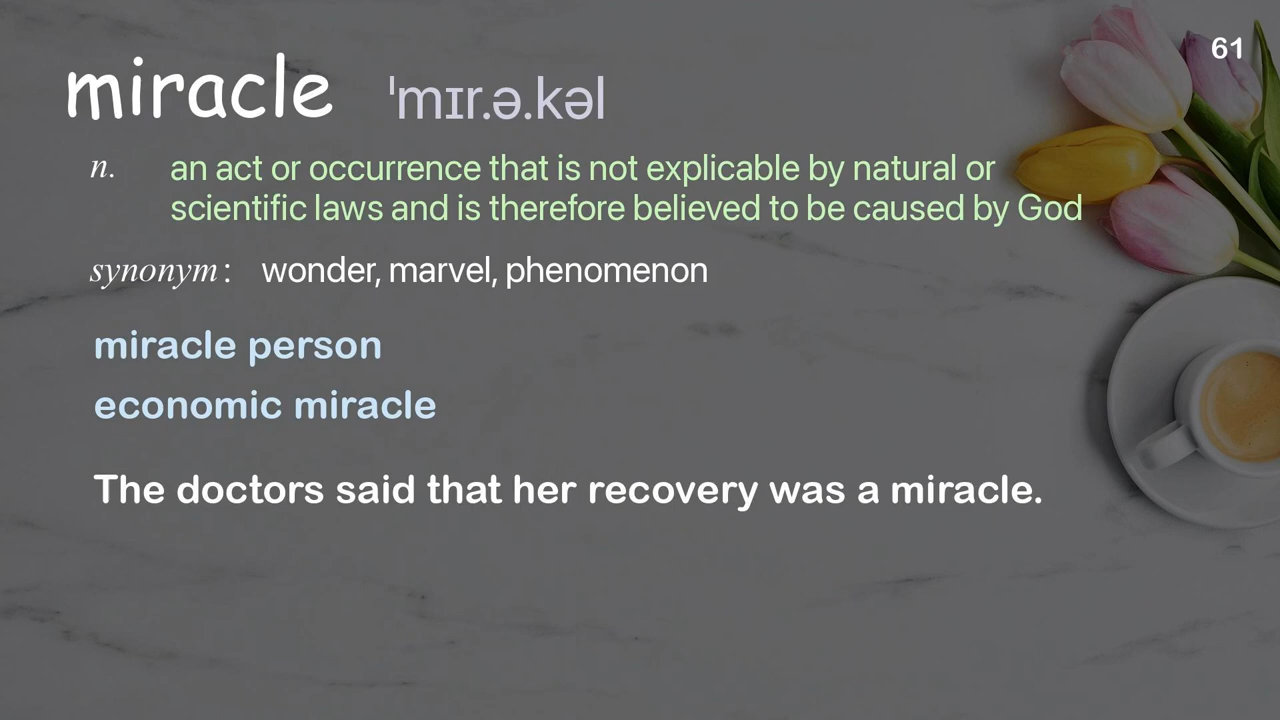 61
miracle ˈmɪr.ə.kəl
n. an act or occurrence that is not explicable by natural or
scientific laws and is therefore believed to be caused by God
synonym: wonder, marvel, phenomenon
miracle person
economic miracle
The doctors said that her recovery was a miracle.